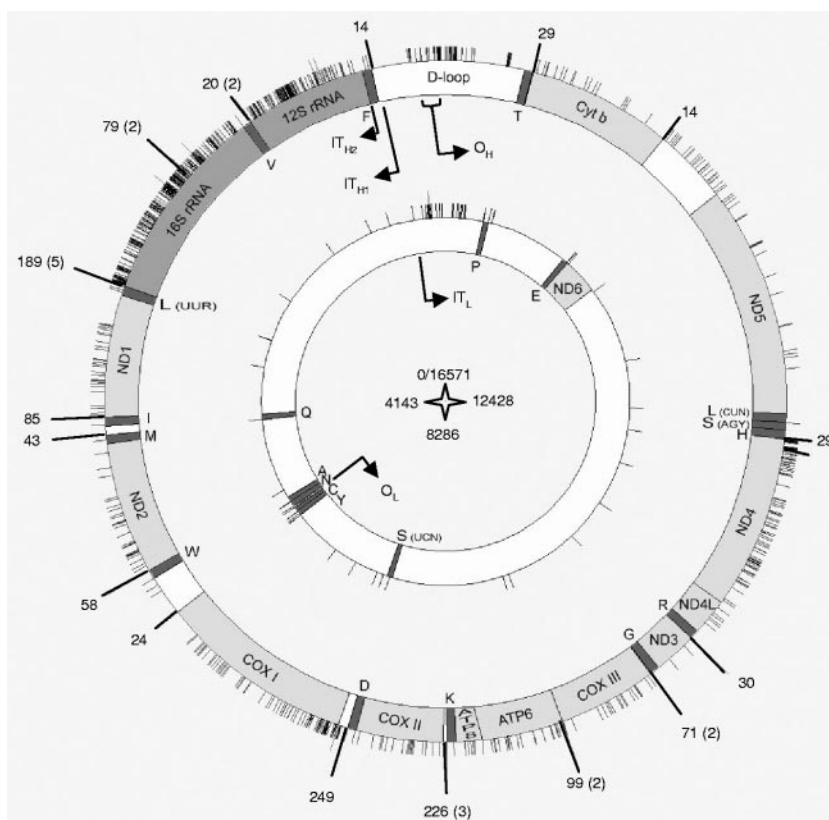 14
29
D-loop
20 (2)
12S rRNA
F
T
Cyt b
14
79 (2)
V
IT H2
O H
IT H1
16S rRNA
189 (5)
L (UUR)
P
E
ND6
ND5
IT L
ND1
0/16571
4143
12428
8286
85
I
Q
L (CUN)
S (AGY)
H
29
43
M
A
N
C
Y
O L
ND2
ND4
W
S (UCN)
58
R
ND4L
24
G
ND3
30
COX I
D
K
COX III
COX II
ATP8
ATP6
71 (2)
249
226 (3)
99 (2)